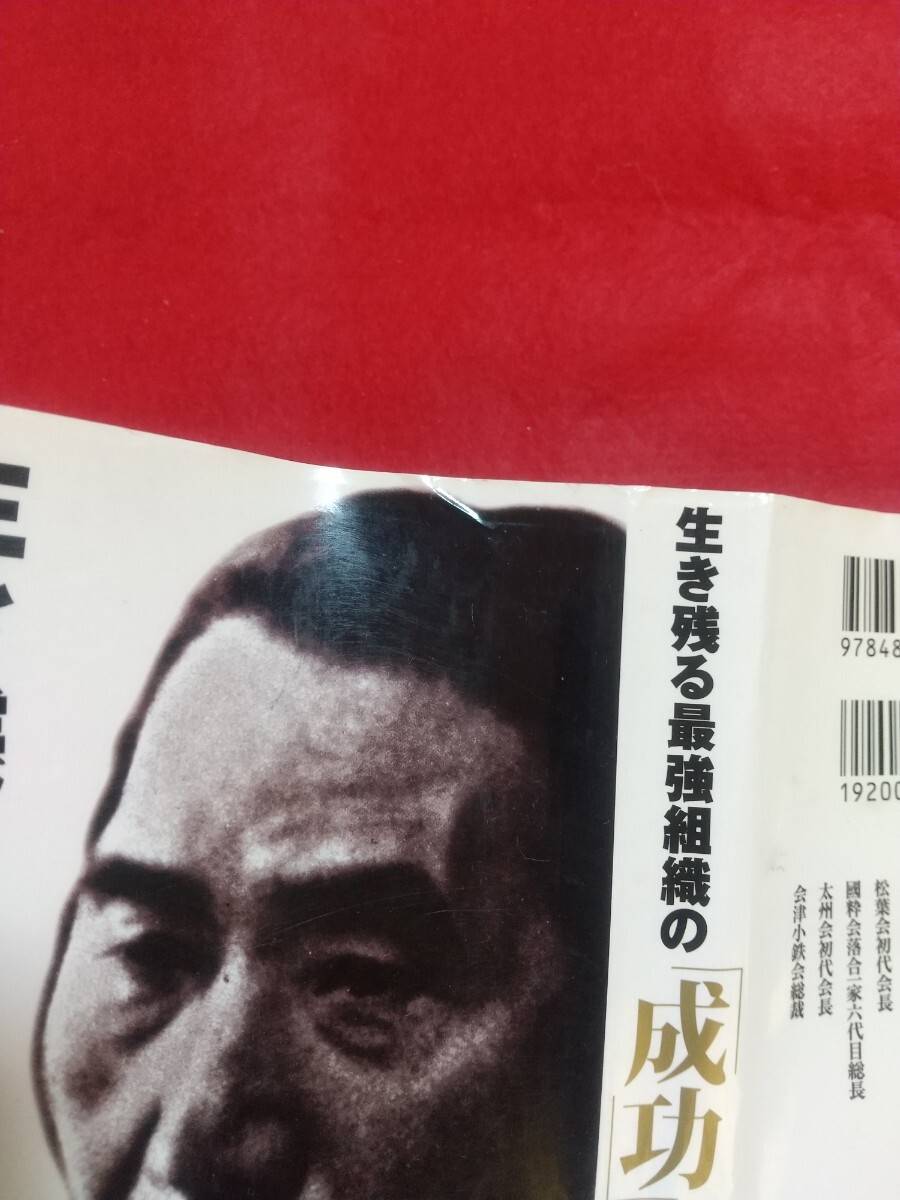 生き残る最強組織の
「成功
97848
19200
松葉会初代会長
國粋会落合一家六代目総長
太州会初代会長
会津小鉄会総裁